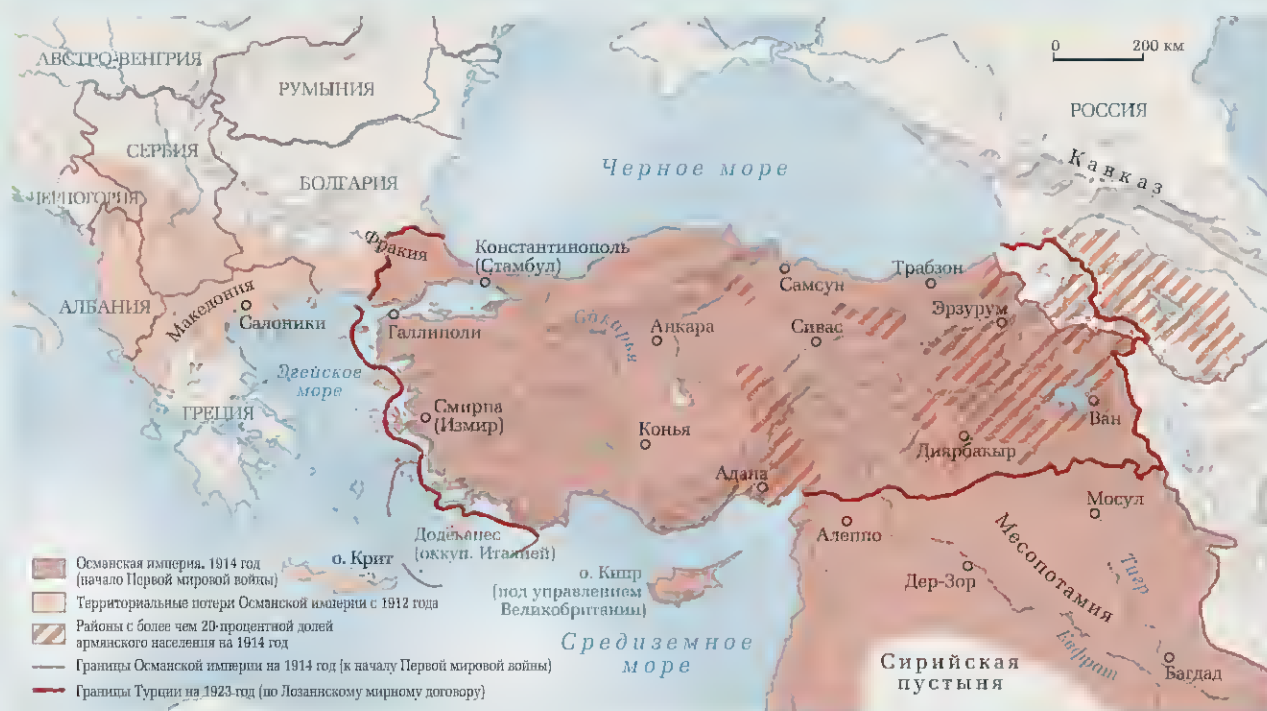 АВСТРО-ВЕНГРИЯ
РУМЫНИЯ
0 200 км
РОССИЯ
СЕРБИЯ
Черное море
Кавказ
БОЛГАРИЯ
ЧЕРНОГОРИЯ
Фракия
Константинополь
(Стамбул)
Трабзон
Самсун
АЛБАНИЯ
Македония
Салоники
Галлиполи
Сакарья
Анкара
Сивас
Эрзурум
Эгейское
море
ГРЕЦИЯ
Смирна
(Измир)
Конья
Ван
Диярбакыр
Адана
Мосул
Алеппо
Додеканес
(оккуп. Италией)
о. Крит
о. Кипр
(под управлением
Великобритании)
Дер-Зор
Месопотамия
Тигр
Евфрат
Багдад
Средиземное
море
Сирийская
пустыня
Османская империя. 1914 год
(начало Первой мировой войны)
Территориальные потери Османской империи с 1912 года
Районы с более чем 20-процентной долей
армянского населения на 1914 год
Границы Османской империи на 1914 год (к началу Первой мировой войны)
Границы Турции на 1923 год (по Лозаннскому мирному договору)